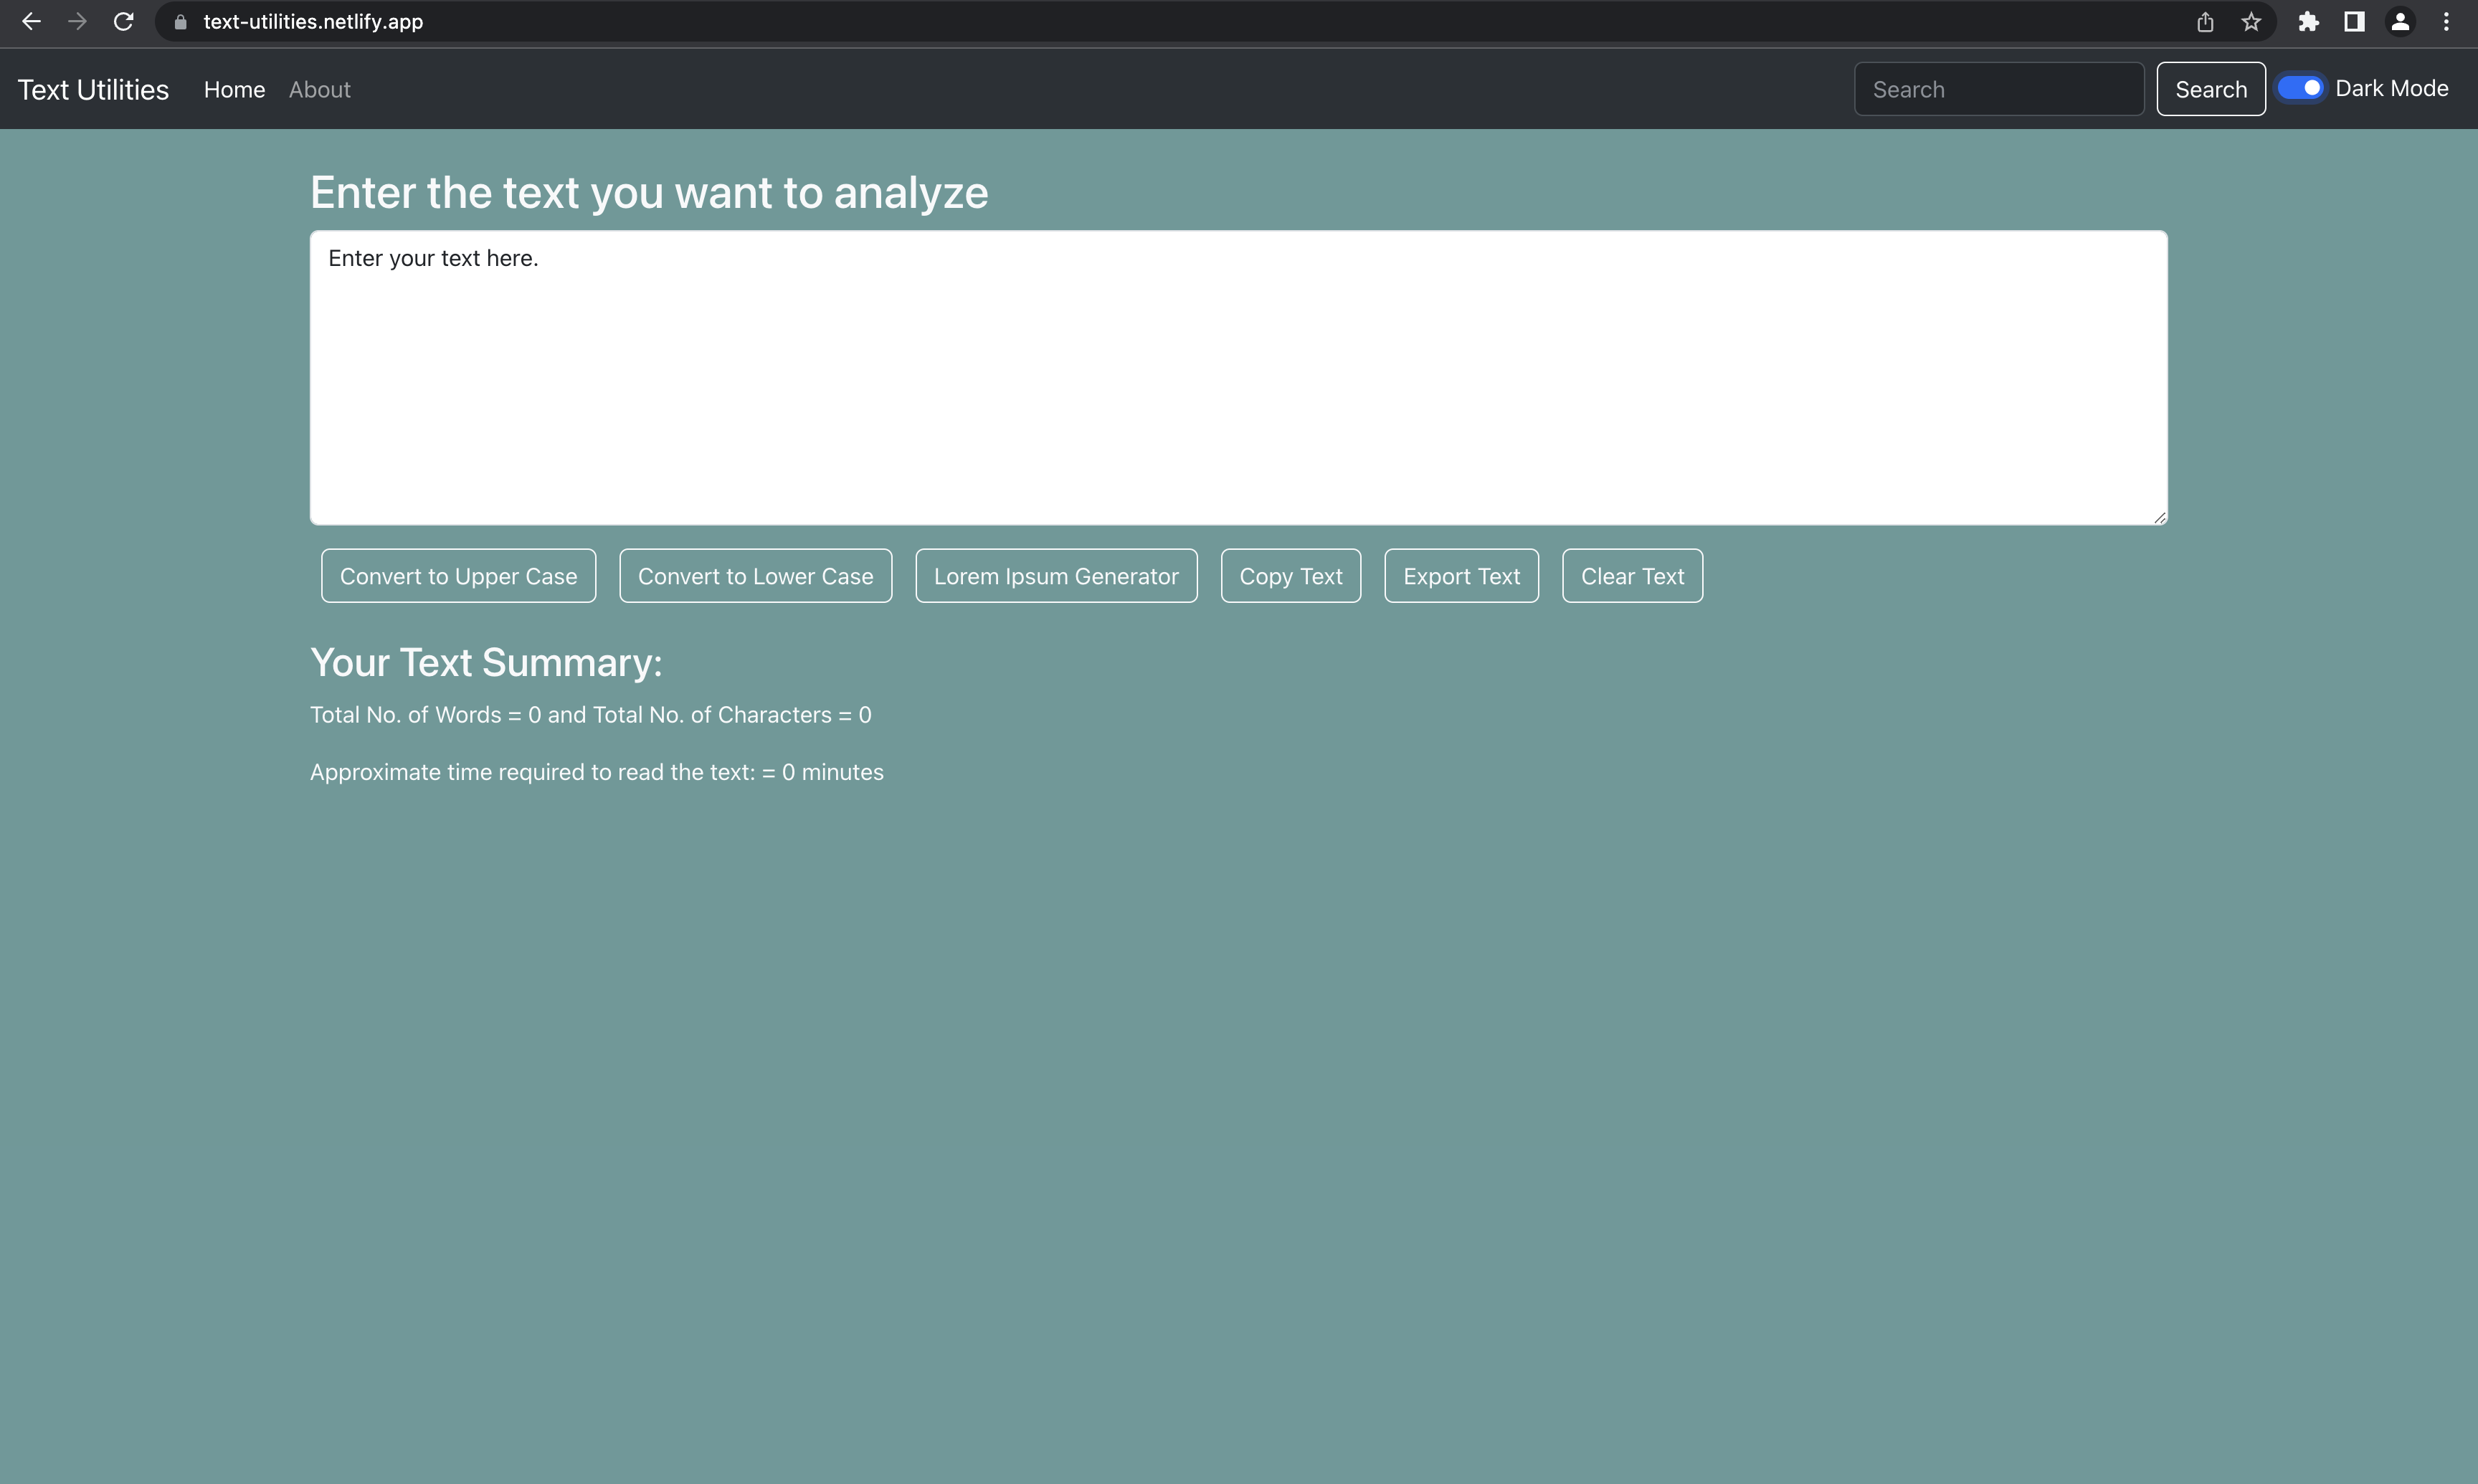 text-utilities.netlify.app
Text Utilities Home About Search Search Dark Mode
Enter the text you want to analyze
Enter your text here.
Convert to Upper Case Convert to Lower Case Lorem Ipsum Generator Copy Text Export Text Clear Text
Your Text Summary:
Total No. of Words = 0 and Total No. of Characters = 0
Approximate time required to read the text: = 0 minutes